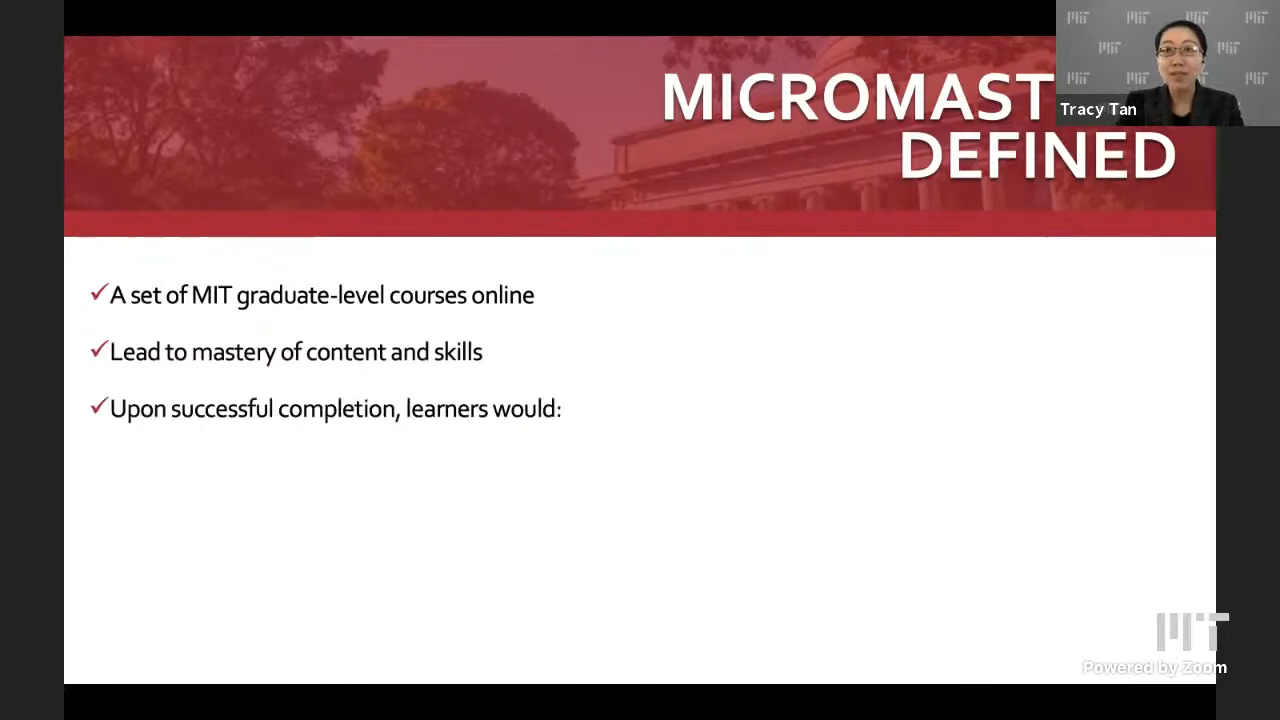 MICROMAST
DEFINED
Tracy Tan
✓A set of MIT graduate-level courses online
✓Lead to mastery of content and skills
✓Upon successful completion, learners would:
MIT
Powered by Zoom